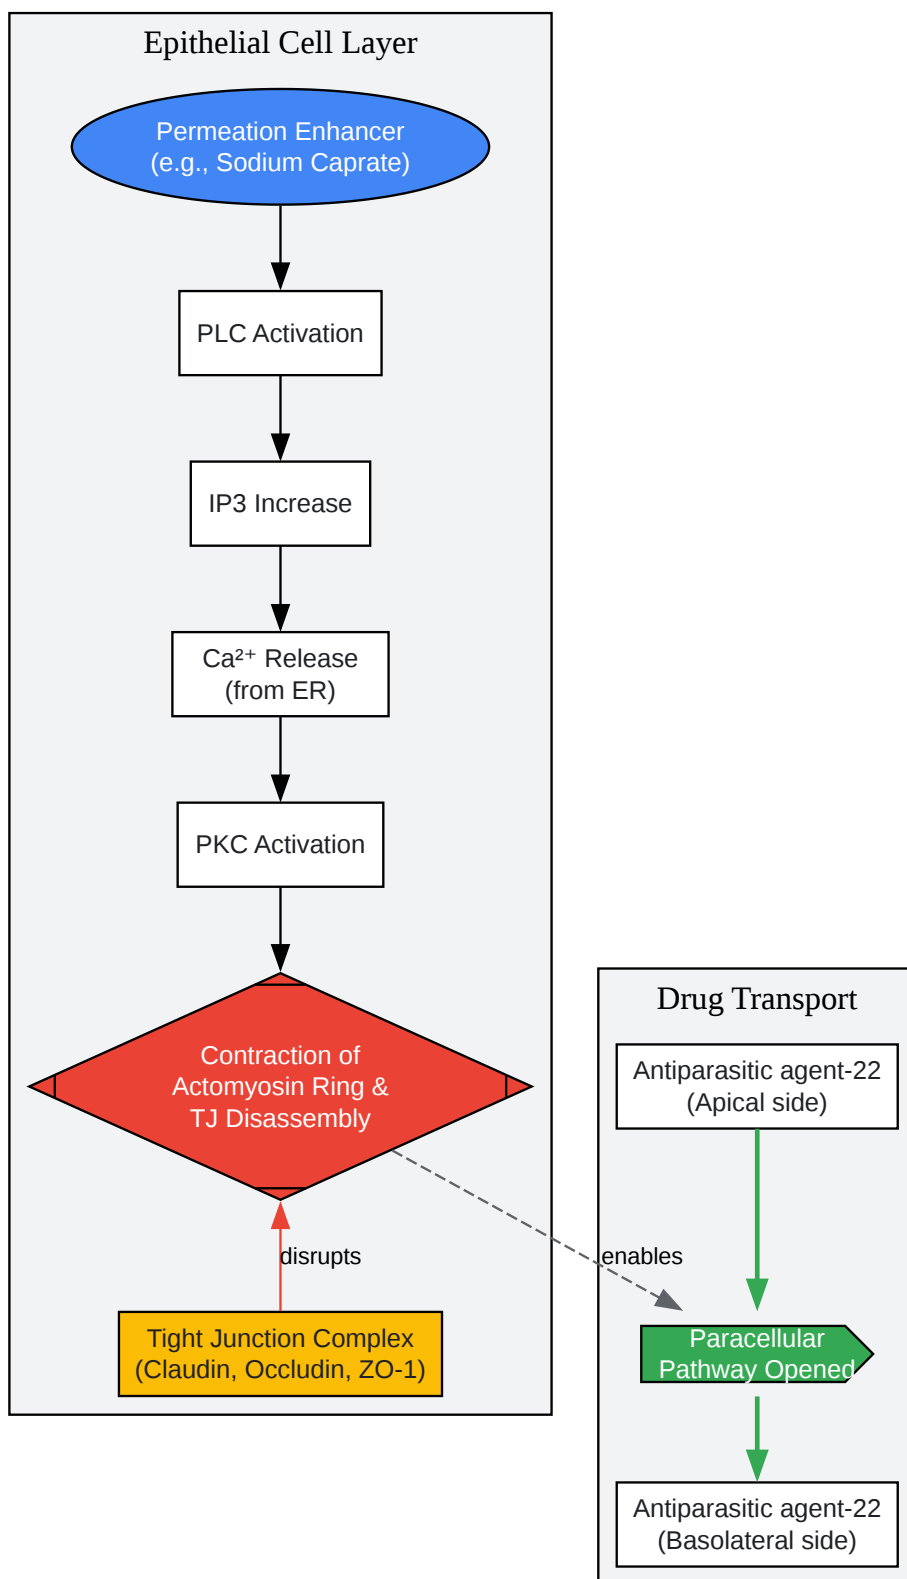 Epithelial Cell Layer
Permeation Enhancer
(e.g., Sodium Caprate)
PLC Activation
IP3 Increase
Ca²⁺ Release
(from ER)
PKC Activation
Contraction of
Actomyosin Ring &
TJ Disassembly
disrupts
Tight Junction Complex
(Claudin, Occludin, ZO-1)
enables
Drug Transport
Antiparasitic agent-22
(Apical side)
Paracellular
Pathway Opened
Antiparasitic agent-22
(Basolateral side)